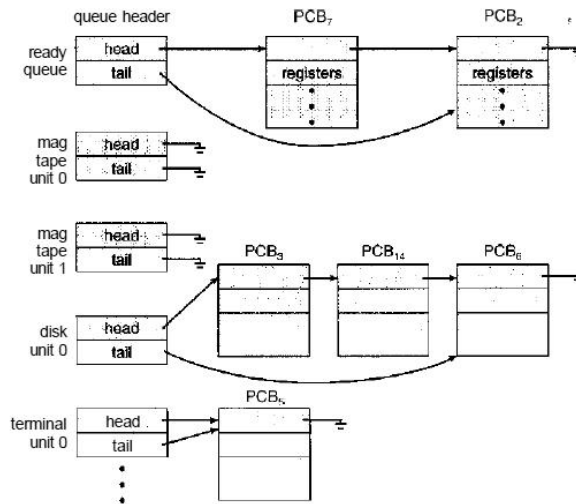 queue header
PCB7
PCB2
ready
queue
head
tail
registers
registers
mag
tape
unit 0
head
tail
mag
tape
unit 1
head
tail
PCB3
PCB14
PCB6
disk
unit 0
head
tail
PCB5
terminal
unit 0
head
tail